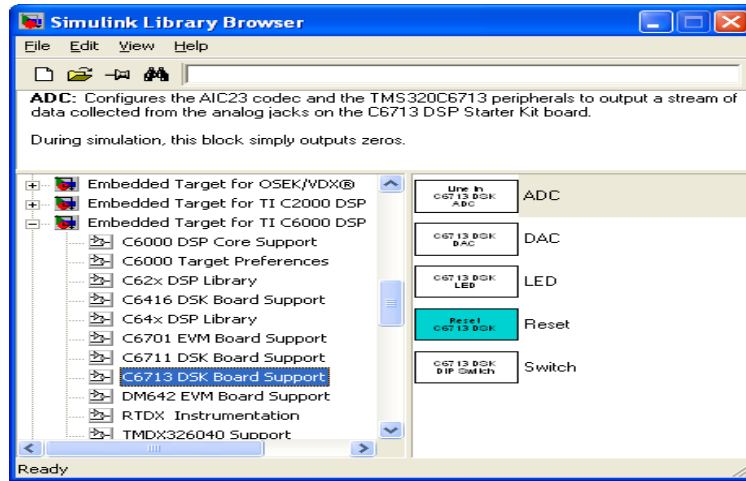 Simulink Library Browser
File Edit View Help
ADC: Configures the AIC23 codec and the TMS320C6713 peripherals to output a stream of
data collected from the analog jacks on the C6713 DSP Starter Kit board.
During simulation, this block simply outputs zeros.
Embedded Target for OSEK/VDX®
Embedded Target for TI C2000 DSP
Embedded Target for TI C6000 DSP
C6000 DSP Core Support
C6000 Target Preferences
C62x DSP Library
C6416 DSK Board Support
C64x DSP Library
C6701 EVM Board Support
C6711 DSK Board Support
C6713 DSK Board Support
DM642 EVM Board Support
RTDX Instrumentation
TMDX326040 Support
Line In
C6713 DSK
ADC
ADC
C6713 DSK
DAC
DAC
C6713 DSK
LED
LED
Reset
C6713 DSK
Reset
C6713 DSK
DIP Switch
Switch
Ready